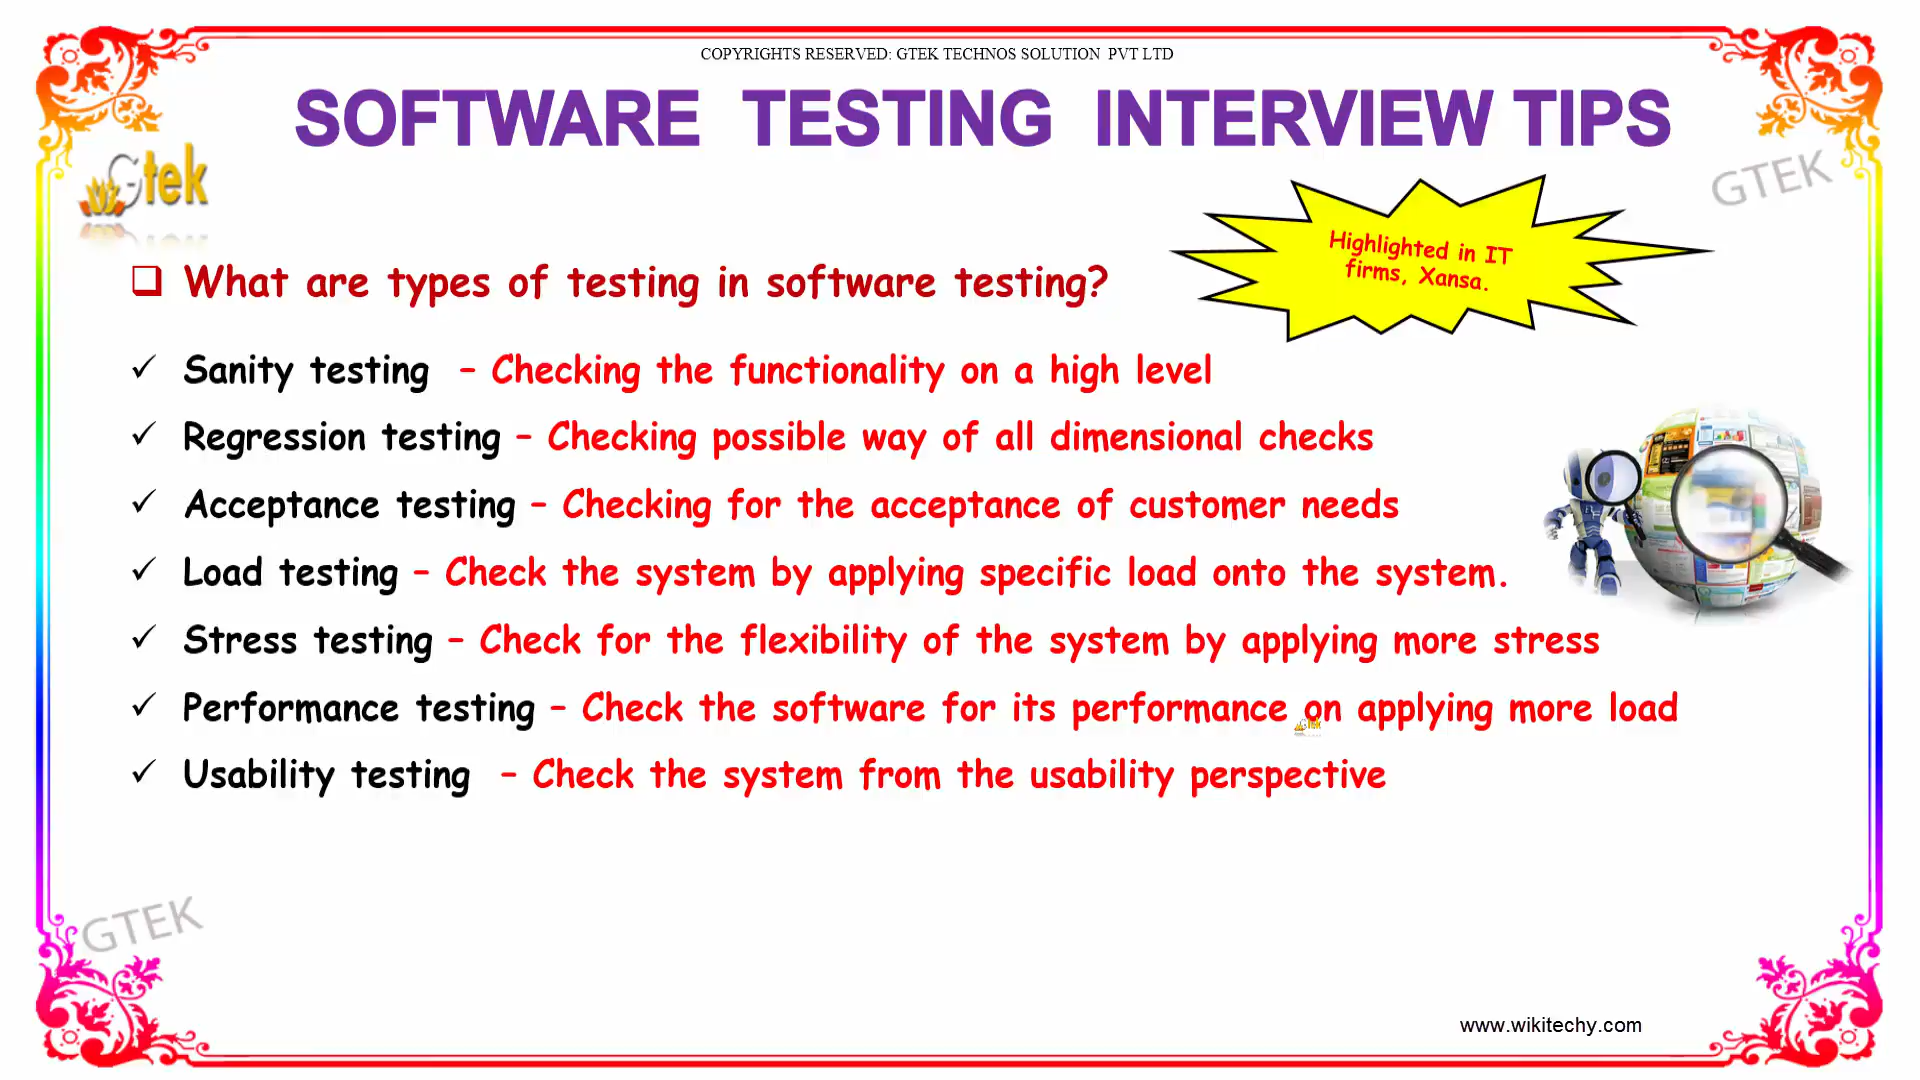 COPYRIGHTS RESERVED: GTEK TECHNOS SOLUTION PVT LTD
SOFTWARE TESTING INTERVIEW TIPS
Gtek
GTEK
Highlighted in IT
firms, Xansa.
What are types of testing in software testing?
Sanity testing – Checking the functionality on a high level
Regression testing – Checking possible way of all dimensional checks
Acceptance testing – Checking for the acceptance of customer needs
Load testing – Check the system by applying specific load onto the system.
Stress testing – Check for the flexibility of the system by applying more stress
Performance testing – Check the software for its performance on applying more load
Gtek
Usability testing – Check the system from the usability perspective
GTEK
www.wikitechy.com